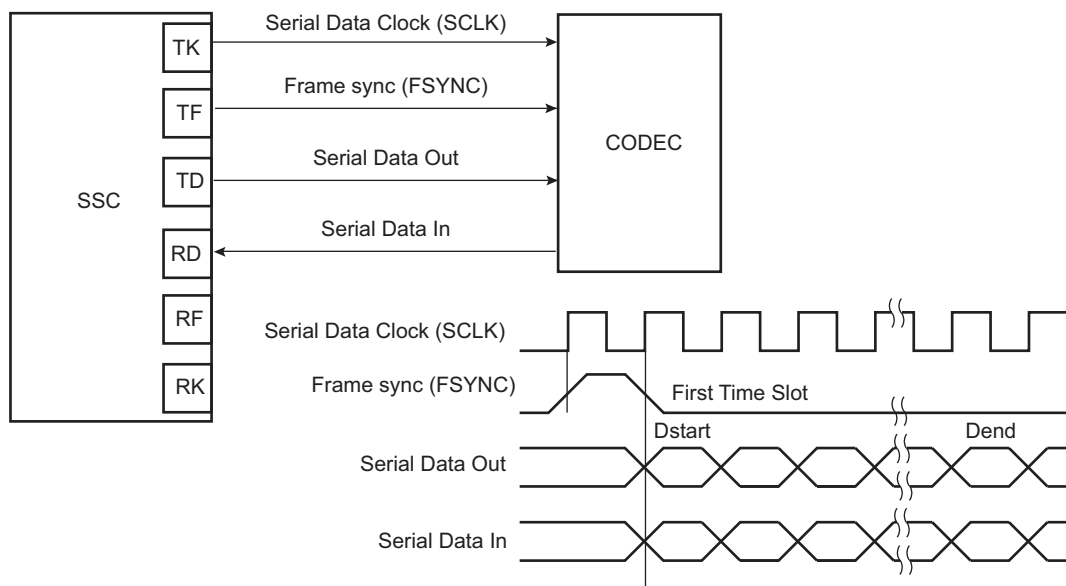 Serial Data Clock (SCLK)
TK
Frame sync (FSYNC)
TF
CODEC
Serial Data Out
TD
SSC
Serial Data In
RD
RF
Serial Data Clock (SCLK)
RK
Frame sync (FSYNC)
First Time Slot
Dstart
Dend
Serial Data Out
Serial Data In